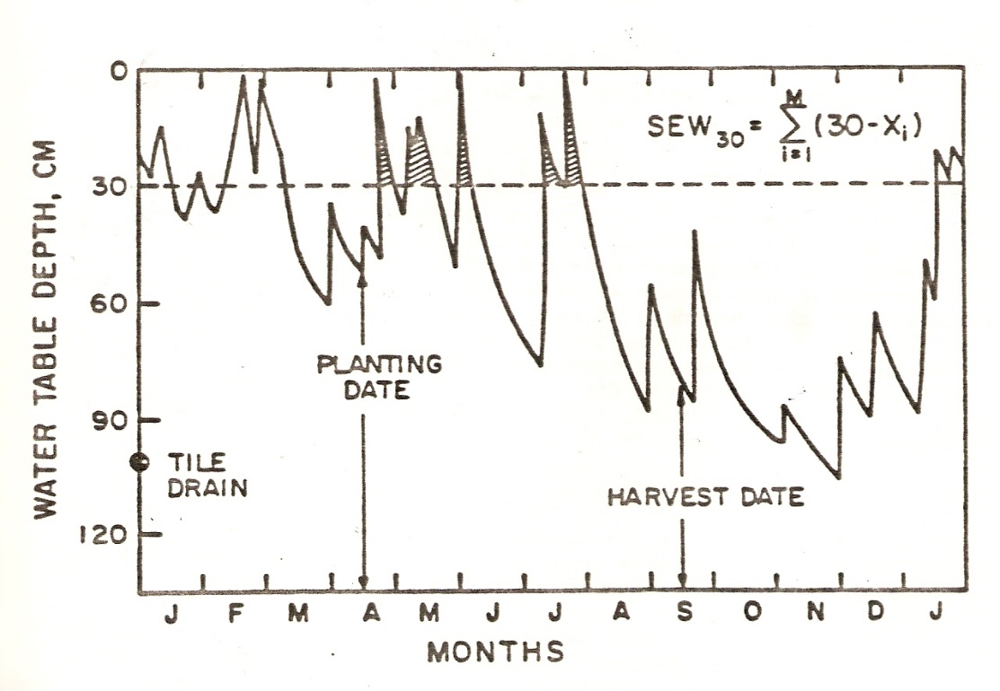 0
30
60
90
120
WATER TABLE DEPTH, CM
SEW30 = M Σ i=1 (30-Xi)
PLANTING
DATE
TILE
DRAIN
HARVEST DATE
J F M A M J J A S O N D J
MONTHS